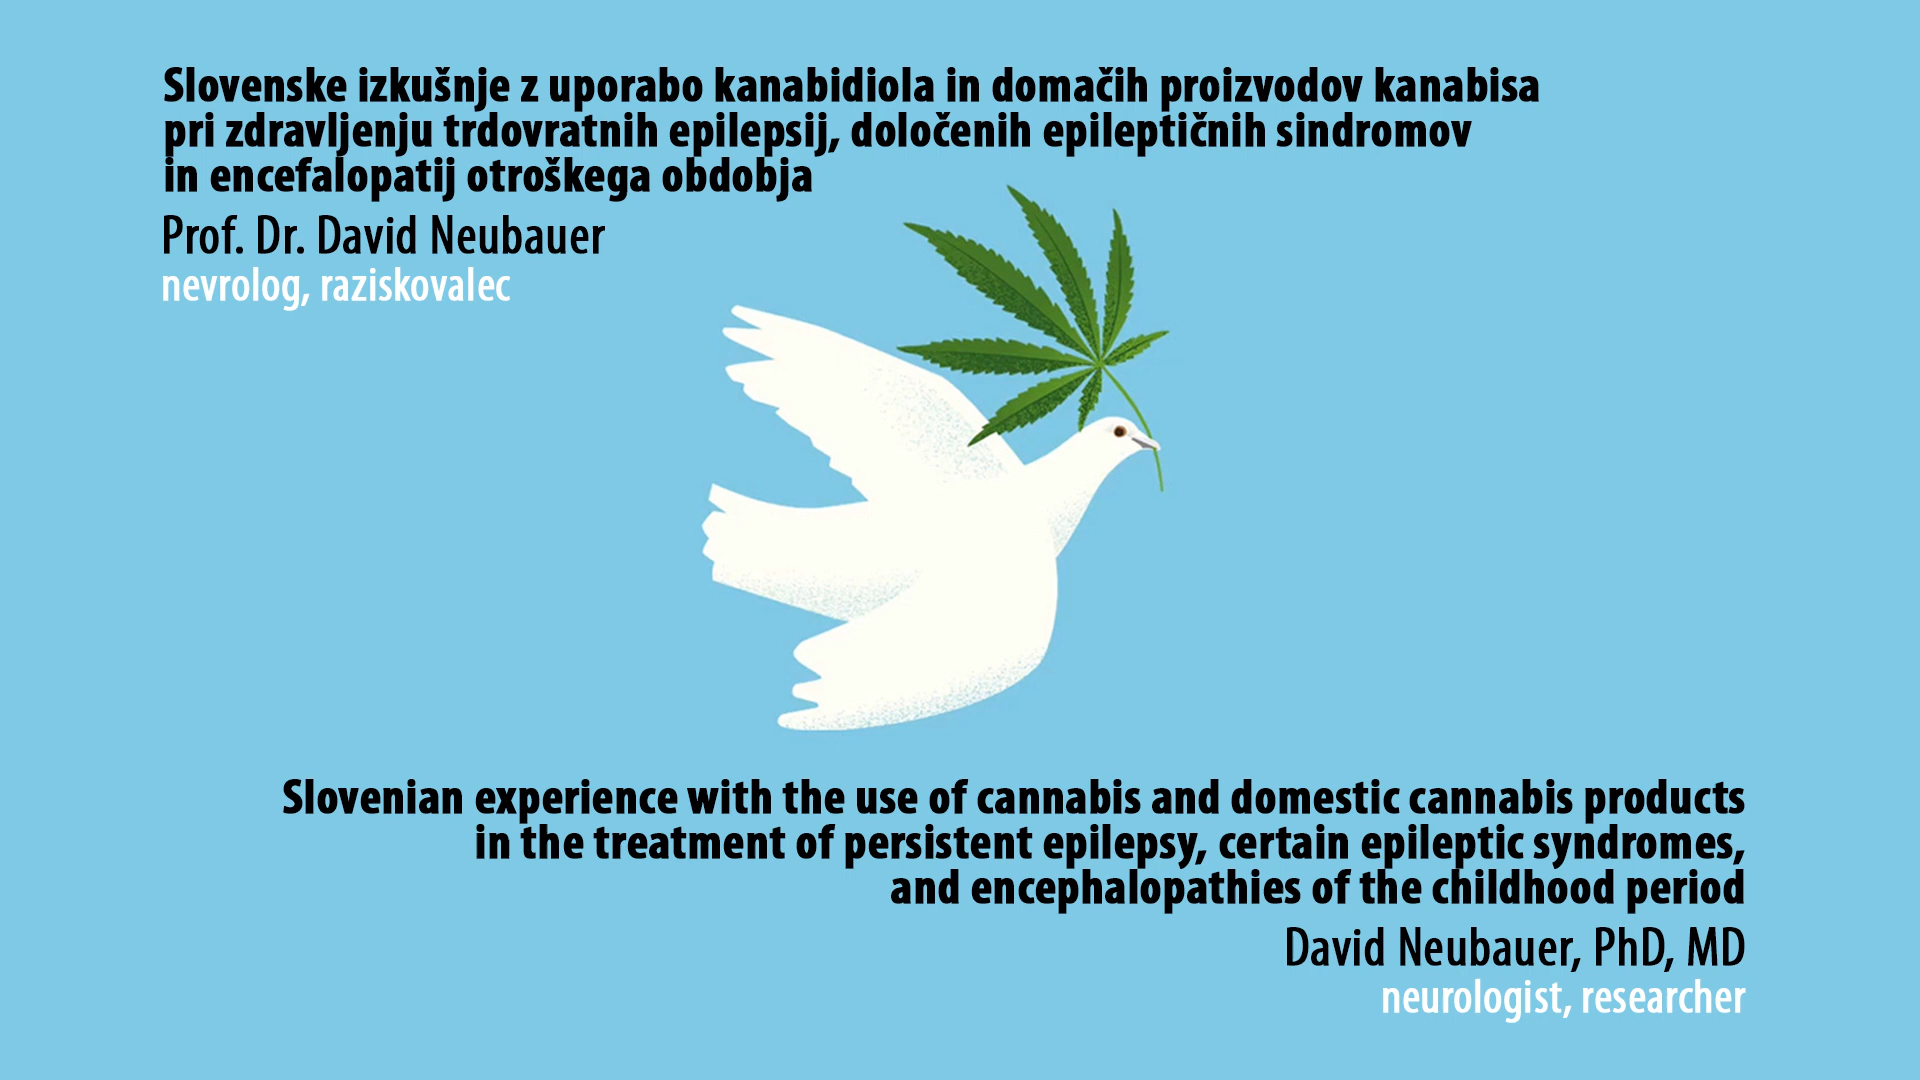 Slovenske izkušnje z uporabo kanabidiola in domačih proizvodov kanabisa
pri zdravljenju trdovratnih epilepsij, določenih epileptičnih sindromov
in encefalopatij otroškega obdobja
Prof. Dr. David Neubauer
nevrolog, raziskovalec
Slovenian experience with the use of cannabis and domestic cannabis products
in the treatment of persistent epilepsy, certain epileptic syndromes,
and encephalopathies of the childhood period
David Neubauer, PhD, MD
neurologist, researcher